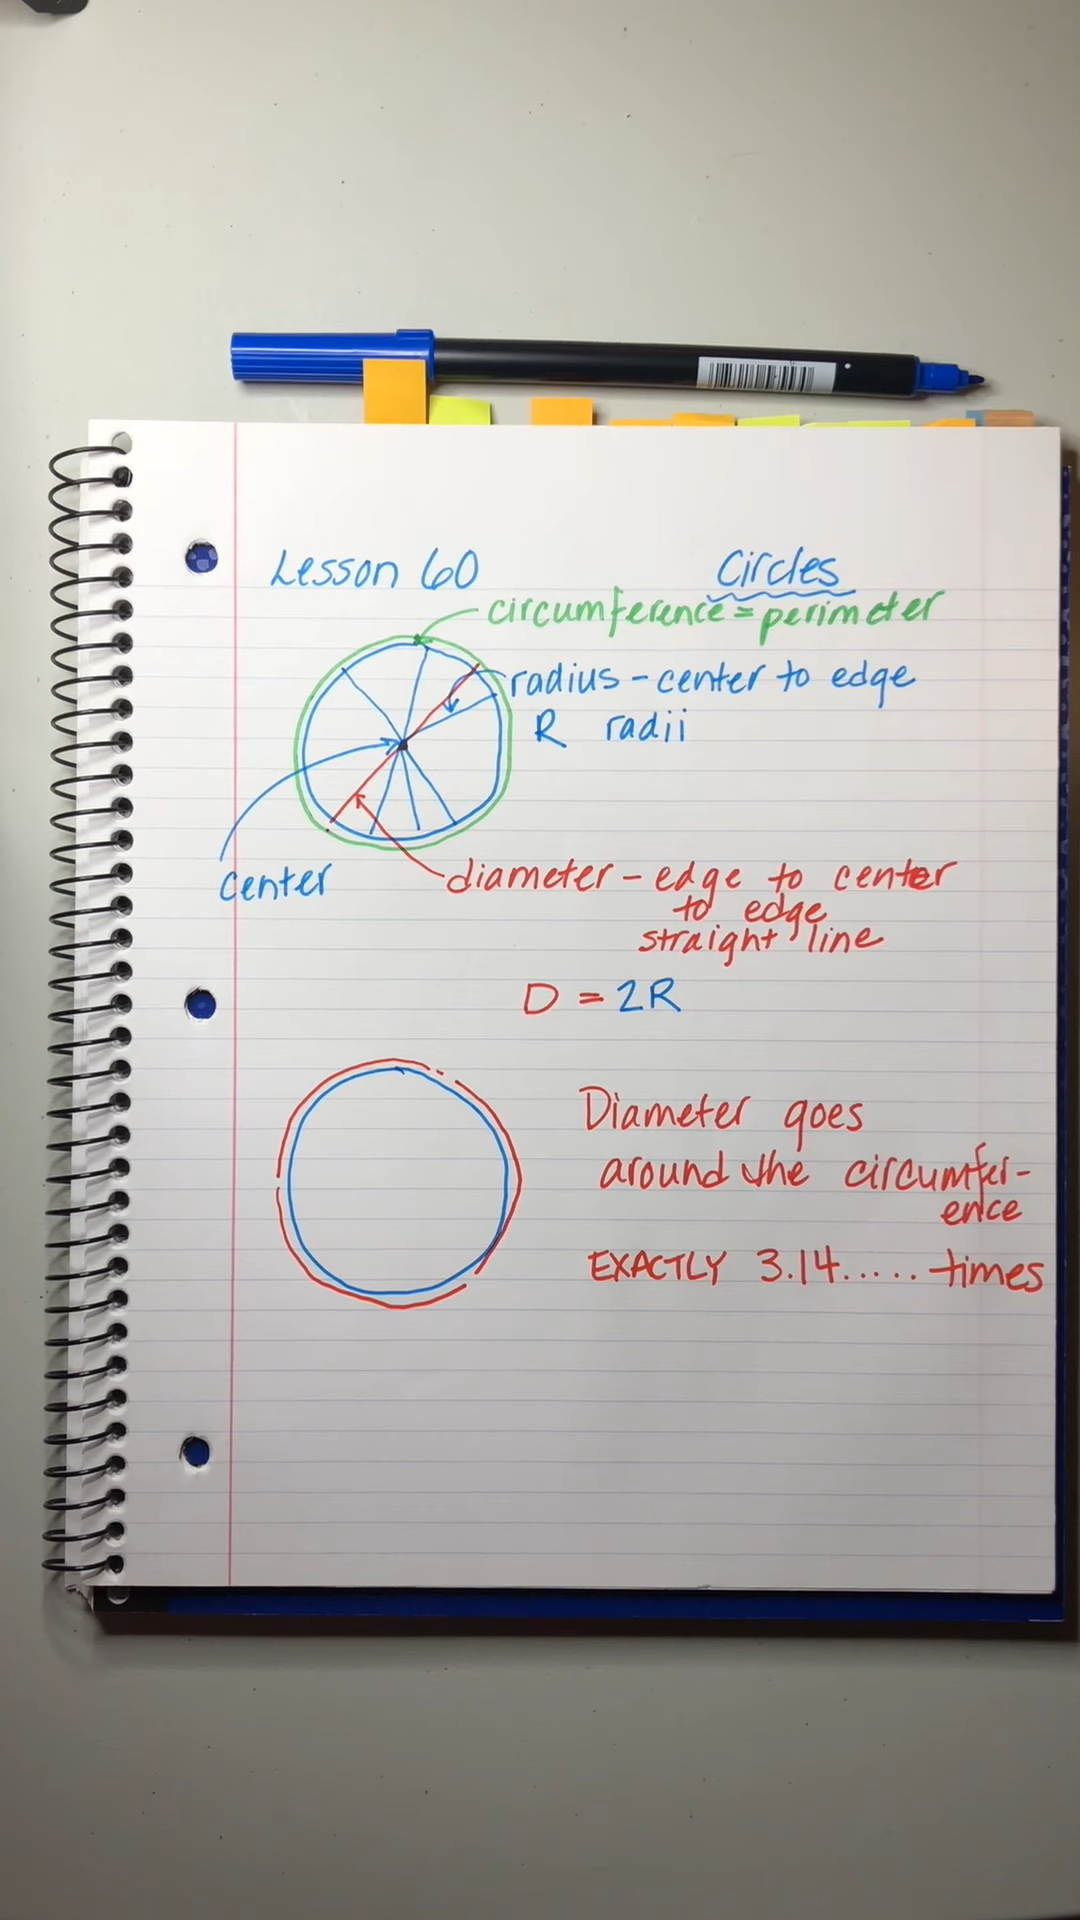 Lesson 60 Circles
circumference = perimeter
radius - center to edge
R radii
center
diameter - edge to center
to edge
straight line
D = 2R
Diameter goes
around the circumfer-
ence
EXACTLY 3.14..... times